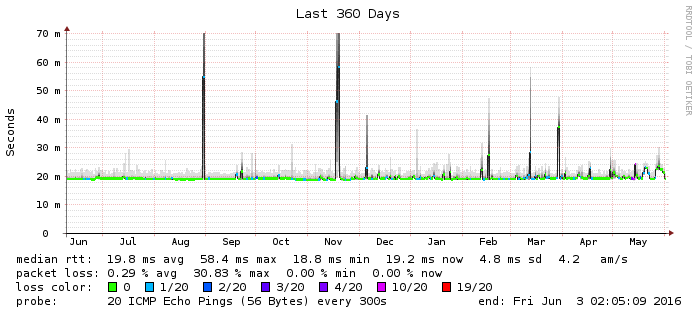 Last 360 Days
RRDTOOL / TOBI OETIKER
Seconds
70 m
60 m
50 m
40 m
30 m
20 m
10 m
0
Jun Jul Aug Sep Oct Nov Dec Jan Feb Mar Apr May
median rtt: 19.8 ms avg 58.4 ms max 18.8 ms min 19.2 ms now 4.8 ms sd 4.2 am/s
packet loss: 0.29 % avg 30.83 % max 0.00 % min 0.00 % now
loss color: 0 1/20 2/20 3/20 4/20 10/20 19/20
probe: 20 ICMP Echo Pings (56 Bytes) every 300s end: Fri Jun 3 02:05:09 2016